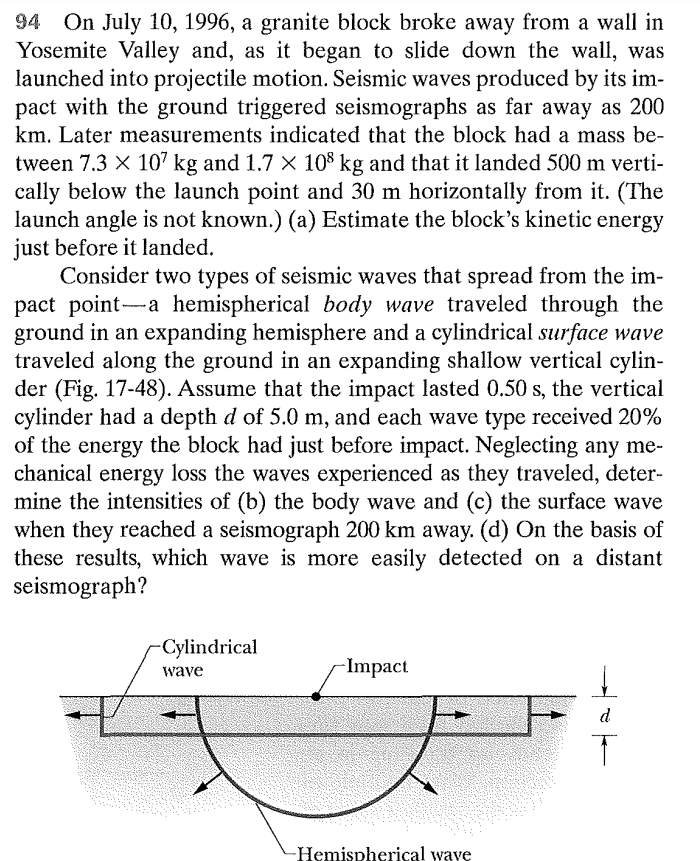 94 On July 10, 1996, a granite block broke away from a wall in
Yosemite Valley and, as it began to slide down the wall, was
launched into projectile motion. Seismic waves produced by its im-
pact with the ground triggered seismographs as far away as 200
km. Later measurements indicated that the block had a mass be-
tween 7.3 × 10⁷ kg and 1.7 × 10⁸ kg and that it landed 500 m verti-
cally below the launch point and 30 m horizontally from it. (The
launch angle is not known.) (a) Estimate the block's kinetic energy
just before it landed.
Consider two types of seismic waves that spread from the im-
pact point—a hemispherical body wave traveled through the
ground in an expanding hemisphere and a cylindrical surface wave
traveled along the ground in an expanding shallow vertical cylin-
der (Fig. 17-48). Assume that the impact lasted 0.50 s, the vertical
cylinder had a depth d of 5.0 m, and each wave type received 20%
of the energy the block had just before impact. Neglecting any me-
chanical energy loss the waves experienced as they traveled, deter-
mine the intensities of (b) the body wave and (c) the surface wave
when they reached a seismograph 200 km away. (d) On the basis of
these results, which wave is more easily detected on a distant
seismograph?
Cylindrical
wave
Impact
d
Hemispherical wave